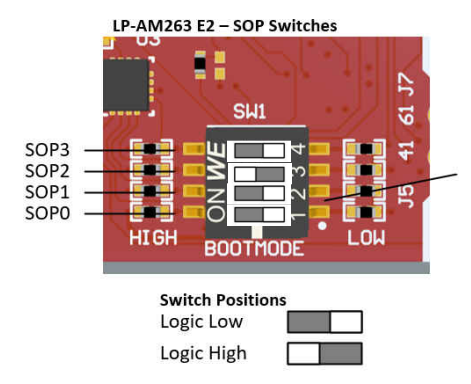 LP-AM263 E2 – SOP Switches
U3
SW1
J7
61
SOP3
SOP2
SOP1
SOP0
ON WE
4
3
2
1
41
J5
HIGH
BOOTMODE
LOW
Switch Positions
Logic Low
Logic High